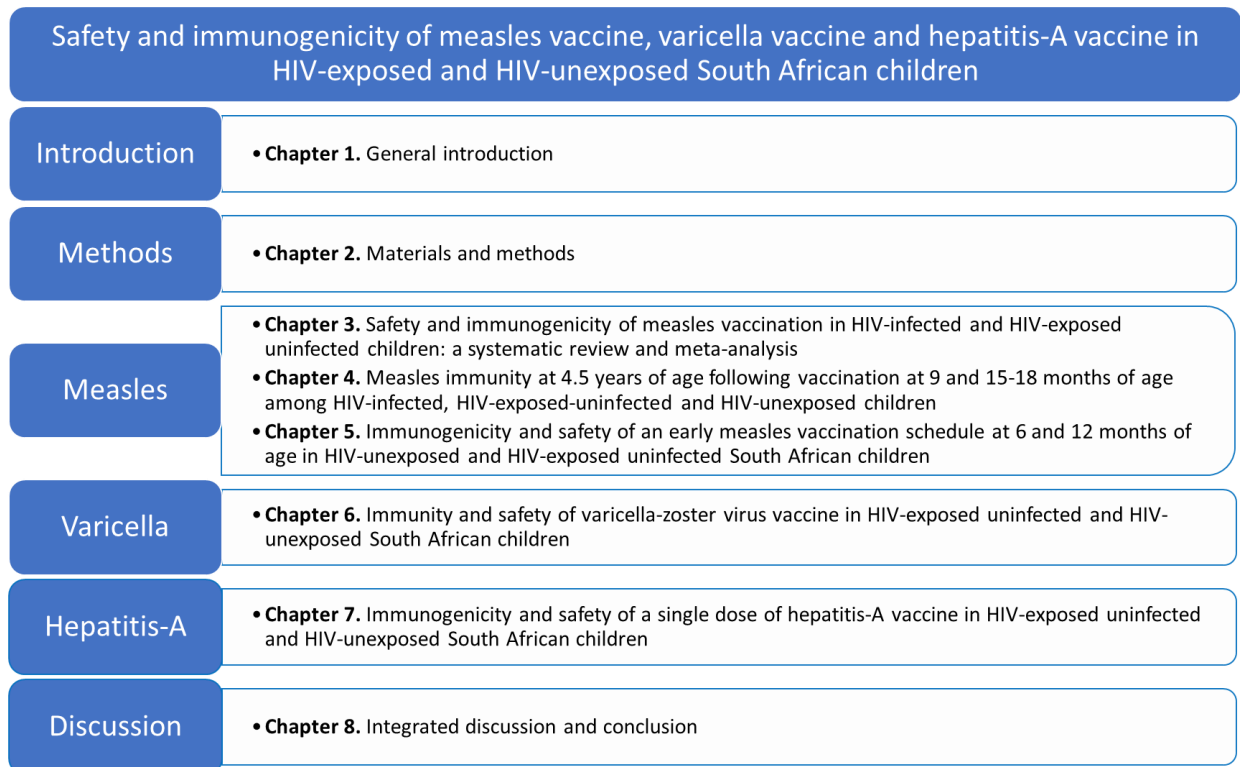 Safety and immunogenicity of measles vaccine, varicella vaccine and hepatitis-A vaccine in
HIV-exposed and HIV-unexposed South African children
Introduction
• Chapter 1. General introduction
Methods
• Chapter 2. Materials and methods
Measles
• Chapter 3. Safety and immunogenicity of measles vaccination in HIV-infected and HIV-exposed
uninfected children: a systematic review and meta-analysis
• Chapter 4. Measles immunity at 4.5 years of age following vaccination at 9 and 15-18 months of age
among HIV-infected, HIV-exposed-uninfected and HIV-unexposed children
• Chapter 5. Immunogenicity and safety of an early measles vaccination schedule at 6 and 12 months of
age in HIV-unexposed and HIV-exposed uninfected South African children
Varicella
• Chapter 6. Immunity and safety of varicella-zoster virus vaccine in HIV-exposed uninfected and HIV-
unexposed South African children
Hepatitis-A
• Chapter 7. Immunogenicity and safety of a single dose of hepatitis-A vaccine in HIV-exposed uninfected
and HIV-unexposed South African children
Discussion
• Chapter 8. Integrated discussion and conclusion